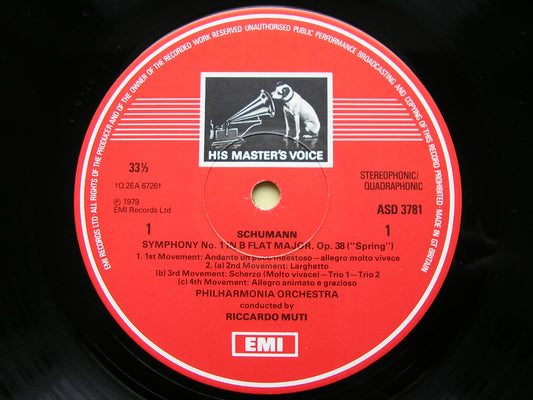 EMI RECORDS LTD ALL RIGHTS OF THE PRODUCER AND OF THE OWNER OF THE RECORDED WORK RESERVED UNAUTHORISED PUBLIC PERFORMANCE BROADCASTING AND COPYING OF THIS RECORD PROHIBITED MADE IN GT BRITAIN
HIS MASTER'S VOICE
33⅓
STEREOPHONIC/
QUADRAPHONIC
†Q 2EA 6726†
℗ 1979
EMI Records Ltd
ASD 3781
1
1
SCHUMANN
SYMPHONY No. 1 IN B FLAT MAJOR, Op. 38 ("Spring")
1. 1st Movement: Andante un poco maestoso – allegro molto vivace
2. (a) 2nd Movement: Larghetto
(b) 3rd Movement: Scherzo (Molto vivace) – Trio 1 – Trio 2
(c) 4th Movement: Allegro animato e grazioso
PHILHARMONIA ORCHESTRA
conducted by
RICCARDO MUTI
EMI